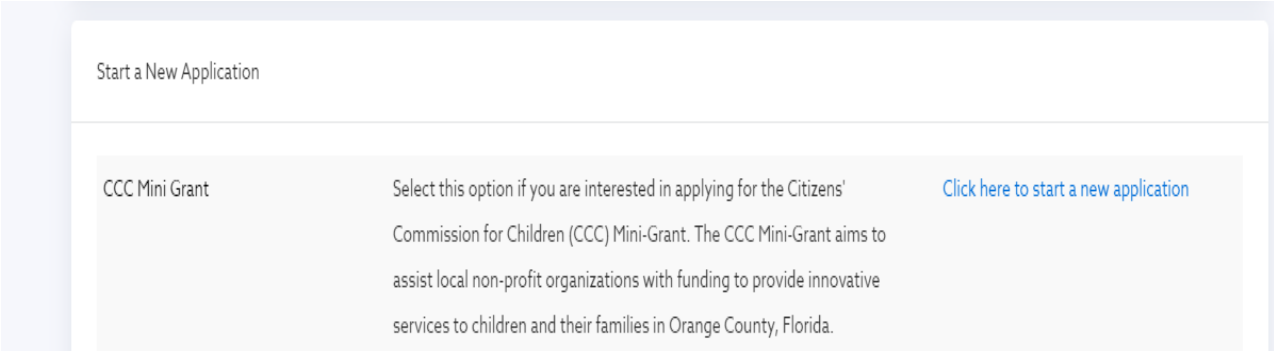 Start a New Application
CCC Mini Grant
Select this option if you are interested in applying for the Citizens'
Commission for Children (CCC) Mini-Grant. The CCC Mini-Grant aims to
assist local non-profit organizations with funding to provide innovative
services to children and their families in Orange County, Florida.
Click here to start a new application